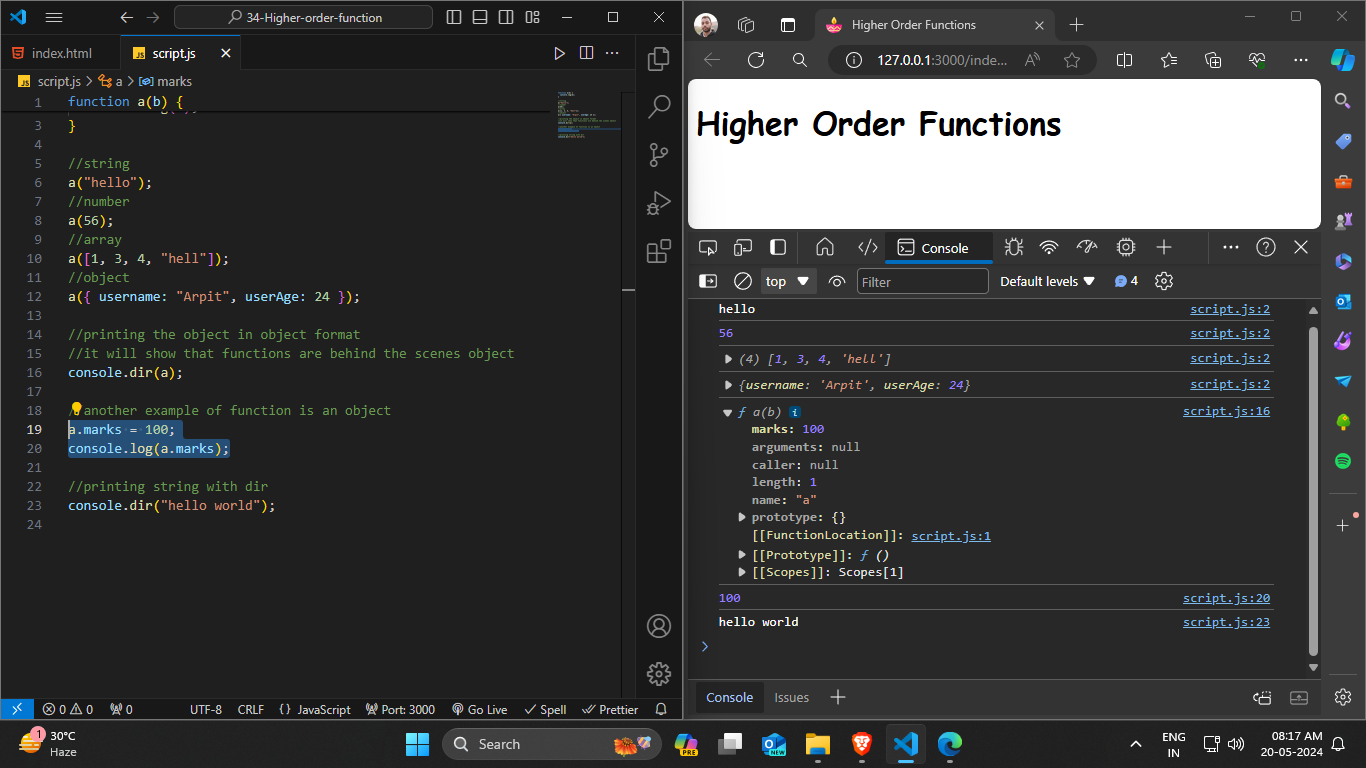 34-Higher-order-function
index.html
JS script.js
JS script.js > a > marks
1 function a(b) {
3 }
4
5 //string
6 a("hello");
7 //number
8 a(56);
9 //array
10 a([1, 3, 4, "hell"]);
11 //object
12 a({ username: "Arpit", userAge: 24 });
13
14 //printing the object in object format
15 //it will show that functions are behind the scenes object
16 console.dir(a);
17
18 /another example of function is an object
19 a.marks = 100;
20 console.log(a.marks);
21
22 //printing string with dir
23 console.dir("hello world");
24
0 0 0 UTF-8 CRLF {} JavaScript Port: 3000 Go Live Spell Prettier
Higher Order Functions
127.0.0.1:3000/inde...
Higher Order Functions
Console
top Filter Default levels 4
hello script.js:2
56 script.js:2
(4) [1, 3, 4, 'hell'] script.js:2
{username: 'Arpit', userAge: 24} script.js:2
ƒ a(b) i script.js:16
marks: 100
arguments: null
caller: null
length: 1
name: "a"
prototype: {}
[[FunctionLocation]]: script.js:1
[[Prototype]]: ƒ ()
[[Scopes]]: Scopes[1]
100 script.js:20
hello world script.js:23
Console Issues
1 30°C
Haze
Search
PRE
NEW
ENG
IN
08:17 AM
20-05-2024